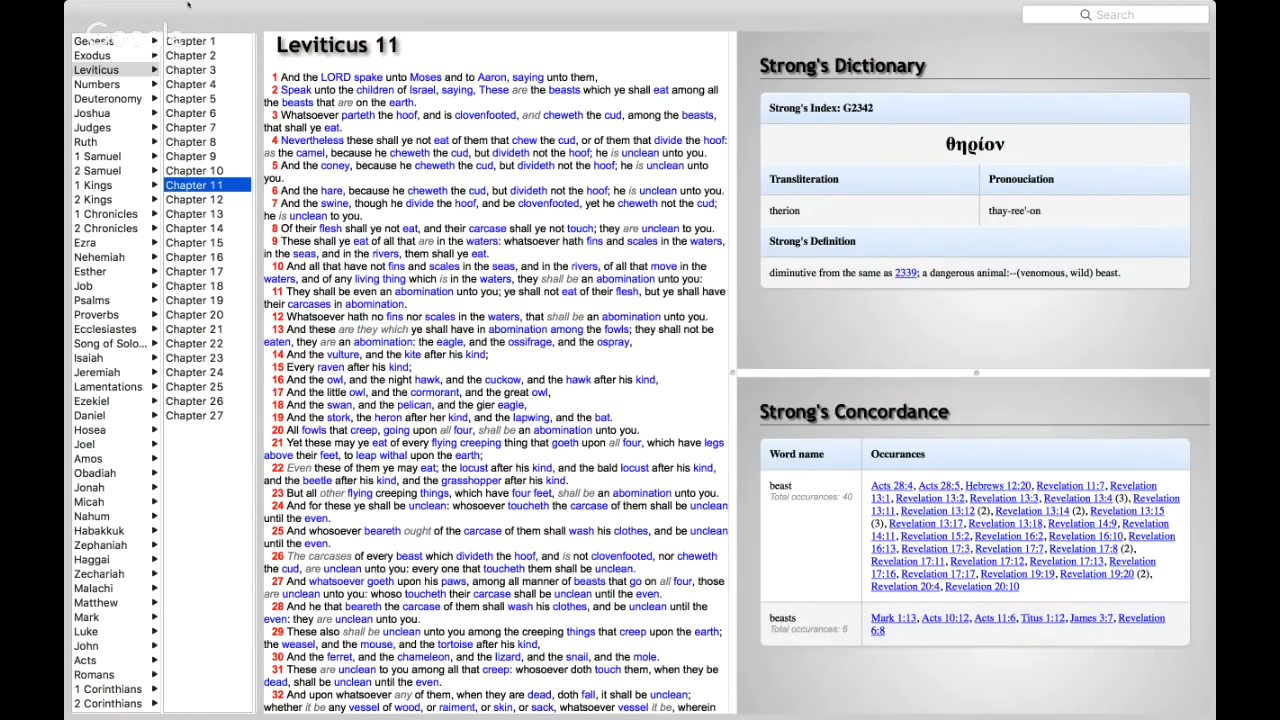 Search
Google
Genesis
Exodus
Leviticus
Numbers
Deuteronomy
Joshua
Judges
Ruth
1 Samuel
2 Samuel
1 Kings
2 Kings
1 Chronicles
2 Chronicles
Ezra
Nehemiah
Esther
Job
Psalms
Proverbs
Ecclesiastes
Song of Solo...
Isaiah
Jeremiah
Lamentations
Ezekiel
Daniel
Hosea
Joel
Amos
Obadiah
Jonah
Micah
Nahum
Habakkuk
Zephaniah
Haggai
Zechariah
Malachi
Matthew
Mark
Luke
John
Acts
Romans
1 Corinthians
2 Corinthians
Chapter 1
Chapter 2
Chapter 3
Chapter 4
Chapter 5
Chapter 6
Chapter 7
Chapter 8
Chapter 9
Chapter 10
Chapter 11
Chapter 12
Chapter 13
Chapter 14
Chapter 15
Chapter 16
Chapter 17
Chapter 18
Chapter 19
Chapter 20
Chapter 21
Chapter 22
Chapter 23
Chapter 24
Chapter 25
Chapter 26
Chapter 27
Leviticus 11
1 And the LORD spake unto Moses and to Aaron, saying unto them,
2 Speak unto the children of Israel, saying, These are the beasts which ye shall eat among all
the beasts that are on the earth.
3 Whatsoever parteth the hoof, and is clovenfooted, and cheweth the cud, among the beasts,
that shall ye eat.
4 Nevertheless these shall ye not eat of them that chew the cud, or of them that divide the hoof:
as the camel, because he cheweth the cud, but divideth not the hoof; he is unclean unto you.
5 And the coney, because he cheweth the cud, but divideth not the hoof; he is unclean unto
you.
6 And the hare, because he cheweth the cud, but divideth not the hoof; he is unclean unto you.
7 And the swine, though he divide the hoof, and be clovenfooted, yet he cheweth not the cud;
he is unclean to you.
8 Of their flesh shall ye not eat, and their carcase shall ye not touch; they are unclean to you.
9 These shall ye eat of all that are in the waters: whatsoever hath fins and scales in the waters,
in the seas, and in the rivers, them shall ye eat.
10 And all that have not fins and scales in the seas, and in the rivers, of all that move in the
waters, and of any living thing which is in the waters, they shall be an abomination unto you:
11 They shall be even an abomination unto you; ye shall not eat of their flesh, but ye shall have
their carcases in abomination.
12 Whatsoever hath no fins nor scales in the waters, that shall be an abomination unto you.
13 And these are they which ye shall have in abomination among the fowls; they shall not be
eaten, they are an abomination: the eagle, and the ossifrage, and the ospray,
14 And the vulture, and the kite after his kind;
15 Every raven after his kind;
16 And the owl, and the night hawk, and the cuckow, and the hawk after his kind,
17 And the little owl, and the cormorant, and the great owl,
18 And the swan, and the pelican, and the gier eagle,
19 And the stork, the heron after her kind, and the lapwing, and the bat.
20 All fowls that creep, going upon all four, shall be an abomination unto you.
21 Yet these may ye eat of every flying creeping thing that goeth upon all four, which have legs
above their feet, to leap withal upon the earth;
22 Even these of them ye may eat; the locust after his kind, and the bald locust after his kind,
and the beetle after his kind, and the grasshopper after his kind.
23 But all other flying creeping things, which have four feet, shall be an abomination unto you.
24 And for these ye shall be unclean: whosoever toucheth the carcase of them shall be unclean
until the even.
25 And whosoever beareth ought of the carcase of them shall wash his clothes, and be unclean
until the even.
26 The carcases of every beast which divideth the hoof, and is not clovenfooted, nor cheweth
the cud, are unclean unto you: every one that toucheth them shall be unclean.
27 And whatsoever goeth upon his paws, among all manner of beasts that go on all four, those
are unclean unto you: whoso toucheth their carcase shall be unclean until the even.
28 And he that beareth the carcase of them shall wash his clothes, and be unclean until the
even: they are unclean unto you.
29 These also shall be unclean unto you among the creeping things that creep upon the earth;
the weasel, and the mouse, and the tortoise after his kind,
30 And the ferret, and the chameleon, and the lizard, and the snail, and the mole.
31 These are unclean to you among all that creep: whosoever doth touch them, when they be
dead, shall be unclean until the even.
32 And upon whatsoever any of them, when they are dead, doth fall, it shall be unclean;
whether it be any vessel of wood, or raiment, or skin, or sack, whatsoever vessel it be, wherein
Strong's Dictionary
Strong's Index: G2342
θηρίον
Transliteration
Pronouciation
therion
thay-ree'-on
Strong's Definition
diminutive from the same as 2339; a dangerous animal:--(venomous, wild) beast.
Strong's Concordance
Word name
Occurances
beast
Total occurances: 40
Acts 28:4, Acts 28:5, Hebrews 12:20, Revelation 11:7, Revelation
13:1, Revelation 13:2, Revelation 13:3, Revelation 13:4 (3), Revelation
13:11, Revelation 13:12 (2), Revelation 13:14 (2), Revelation 13:15
(3), Revelation 13:17, Revelation 13:18, Revelation 14:9, Revelation
14:11, Revelation 15:2, Revelation 16:2, Revelation 16:10, Revelation
16:13, Revelation 17:3, Revelation 17:7, Revelation 17:8 (2),
Revelation 17:11, Revelation 17:12, Revelation 17:13, Revelation
17:16, Revelation 17:17, Revelation 19:19, Revelation 19:20 (2),
Revelation 20:4, Revelation 20:10
beasts
Total occurances: 6
Mark 1:13, Acts 10:12, Acts 11:6, Titus 1:12, James 3:7, Revelation
6:8